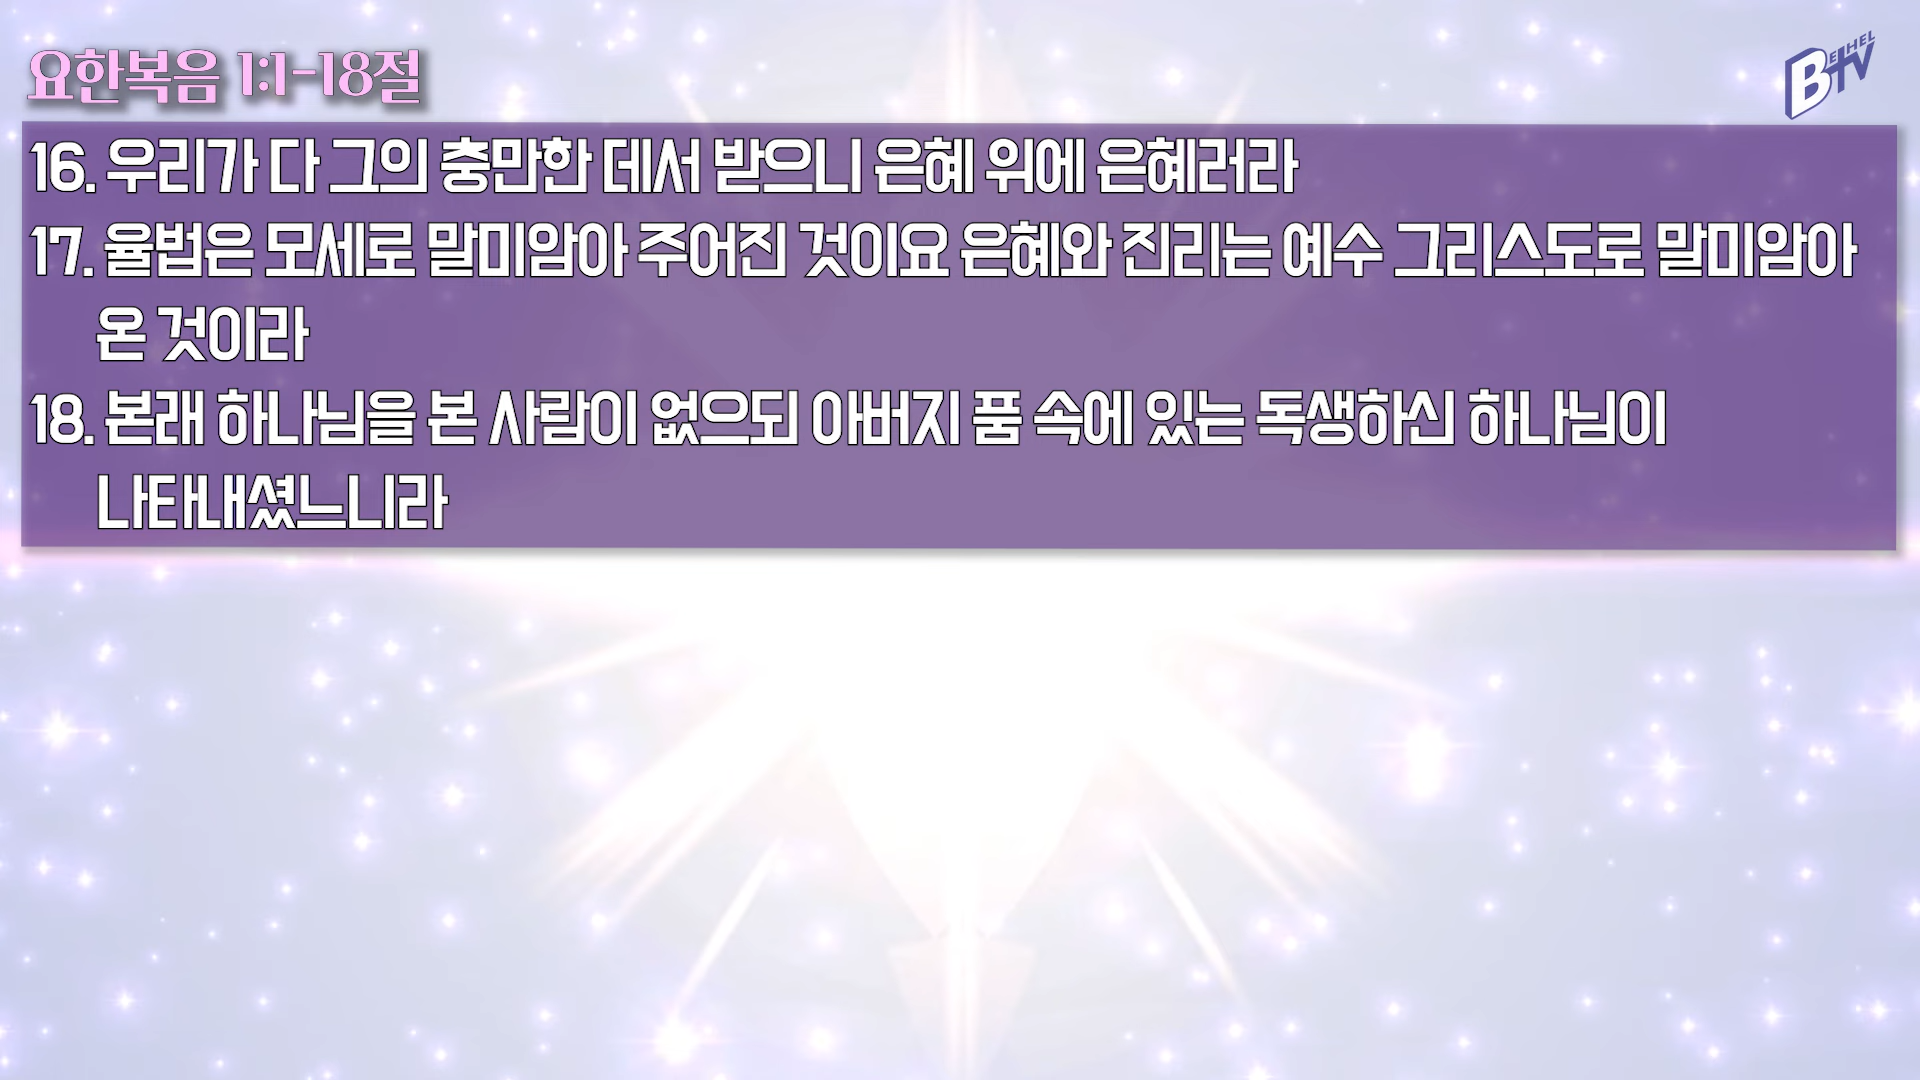 요한복음 1:1-18절
BETHEL TV
16. 우리가 다 그의 충만한 데서 받으니 은혜 위에 은혜러라
17. 율법은 모세로 말미암아 주어진 것이요 은혜와 진리는 예수 그리스도로 말미암아
온 것이라
18. 본래 하나님을 본 사람이 없으되 아버지 품 속에 있는 독생하신 하나님이
나타내셨느니라